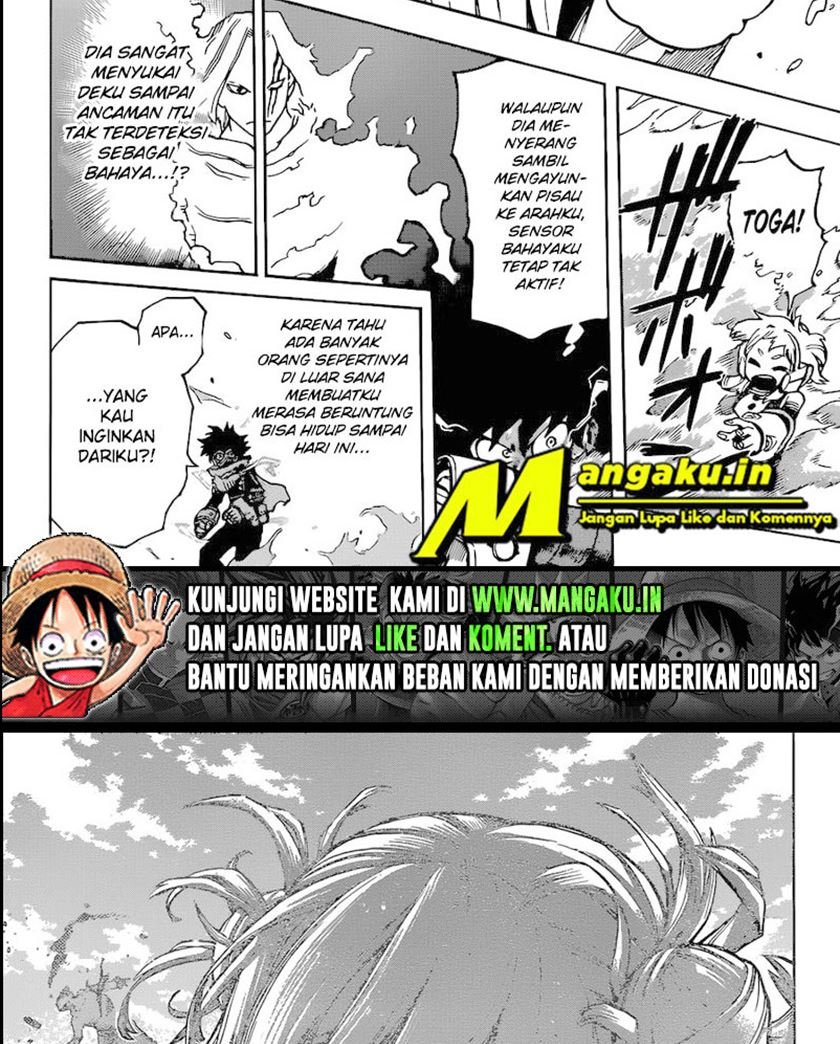 TOGA!
WALAUPUN
DIA ME-
NYERANG
SAMBIL
MENGAYUN-
KAN PISAU
KE ARAHKU,
SENSOR
BAHAYAKU
TETAP TAK
AKTIF!
DIA SANGAT
MENYUKAI
DEKU SAMPAI
ANCAMAN ITU
TAK TERDETEKSI
SEBAGAI
BAHAYA...!?
KARENA TAHU
ADA BANYAK
ORANG SEPERTINYA
DI LUAR SANA
MEMBUATKU
MERASA BERUNTUNG
BISA HIDUP SAMPAI
HARI INI...
APA...
...YANG
KAU
INGINKAN
DARIKU?!
Mangaku.in
Jangan Lupa Like dan Komennya
KUNJUNGI WEBSITE KAMI DI WWW.MANGAKU.IN
DAN JANGAN LUPA LIKE DAN KOMENT. ATAU
BANTU MERINGANKAN BEBAN KAMI DENGAN MEMBERIKAN DONASI